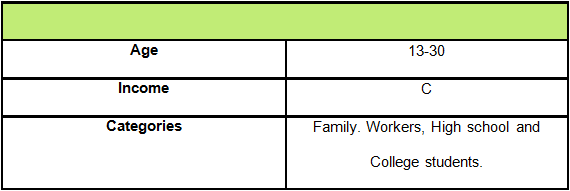 Age 13-30
Income C
Categories Family. Workers, High school and
College students.